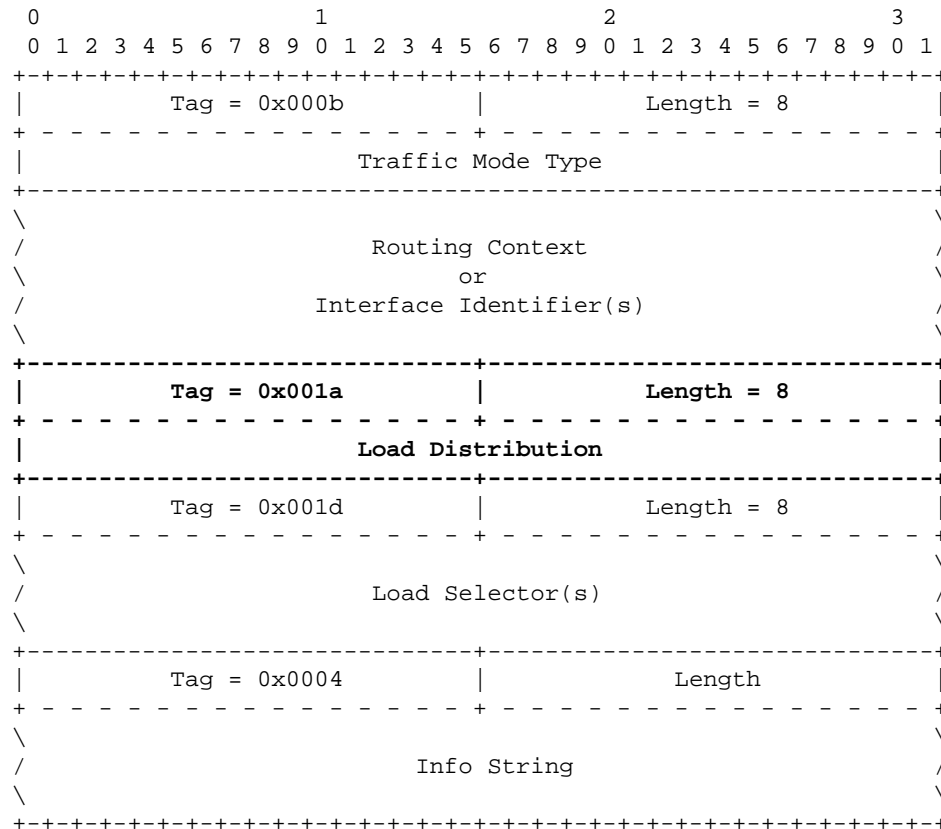 0                   1                   2                   3
 0 1 2 3 4 5 6 7 8 9 0 1 2 3 4 5 6 7 8 9 0 1 2 3 4 5 6 7 8 9 0 1
+-+-+-+-+-+-+-+-+-+-+-+-+-+-+-+-+-+-+-+-+-+-+-+-+-+-+-+-+-+-+-+-+
|          Tag = 0x000b         |           Length = 8          |
+ - - - - - - - - - - - - - - - + - - - - - - - - - - - - - - - +
|                       Traffic Mode Type                       |
+---------------------------------------------------------------+
\                                                               \
/                        Routing Context                        /
\                              or                               \
/                    Interface Identifier(s)                    /
\                                                               \
+-------------------------------+-------------------------------+
|          Tag = 0x001a         |           Length = 8          |
+ - - - - - - - - - - - - - - - + - - - - - - - - - - - - - - - +
|                       Load Distribution                       |
+-------------------------------+-------------------------------+
|          Tag = 0x001d         |           Length = 8          |
+ - - - - - - - - - - - - - - - + - - - - - - - - - - - - - - - +
\                                                               \
/                        Load Selector(s)                       /
\                                                               \
+-------------------------------+-------------------------------+
|          Tag = 0x0004         |             Length            |
+ - - - - - - - - - - - - - - - + - - - - - - - - - - - - - - - +
\                                                               \
/                           Info String                         /
\                                                               \
+-+-+-+-+-+-+-+-+-+-+-+-+-+-+-+-+-+-+-+-+-+-+-+-+-+-+-+-+-+-+-+-+